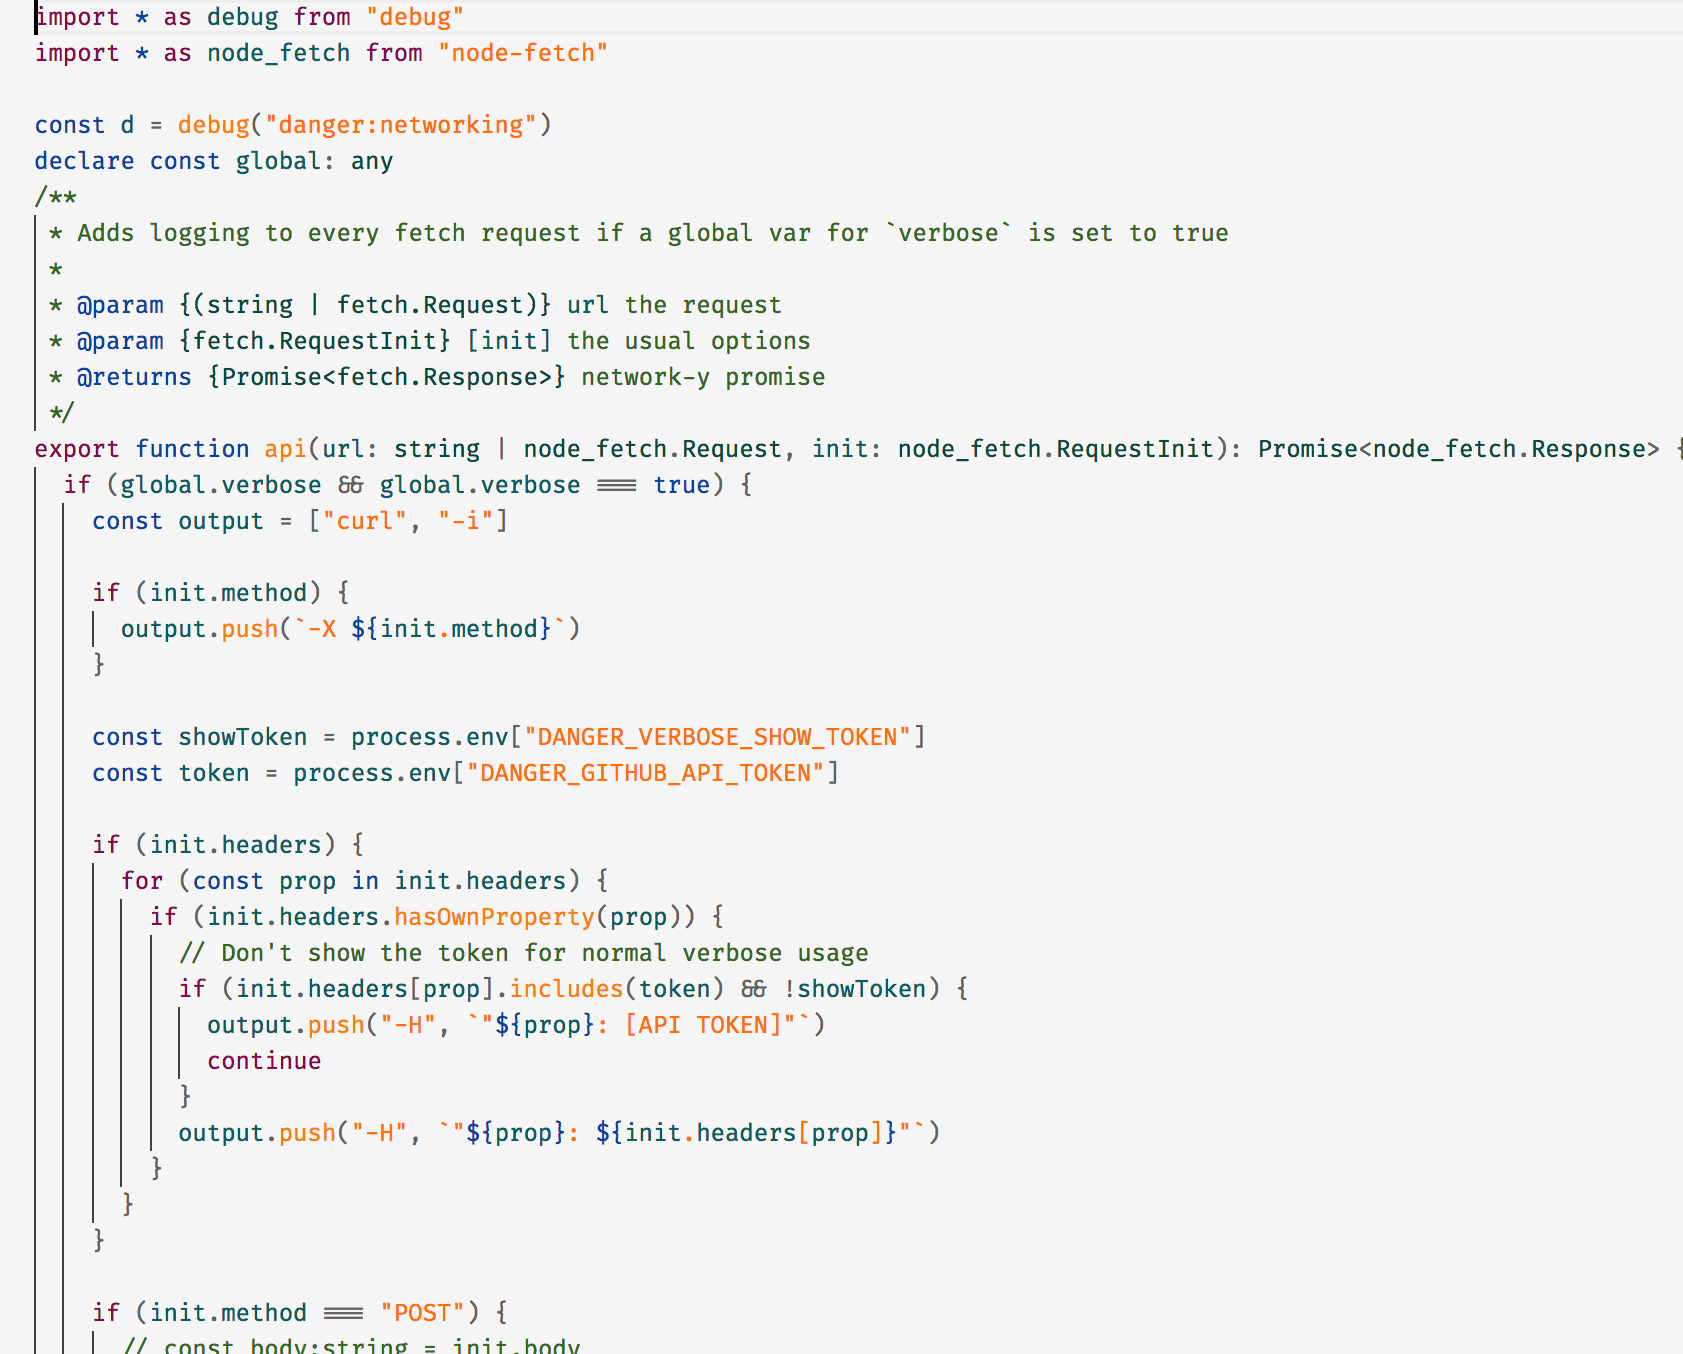 import * as debug from "debug"
import * as node_fetch from "node-fetch"
const d = debug("danger:networking")
declare const global: any
/**
 * Adds logging to every fetch request if a global var for `verbose` is set to true
 *
 * @param {(string | fetch.Request)} url the request
 * @param {fetch.RequestInit} [init] the usual options
 * @returns {Promise<fetch.Response>} network-y promise
 */
export function api(url: string | node_fetch.Request, init: node_fetch.RequestInit): Promise<node_fetch.Response> {
  if (global.verbose && global.verbose === true) {
    const output = ["curl", "-i"]
    if (init.method) {
      output.push(`-X ${init.method}`)
    }
    const showToken = process.env["DANGER_VERBOSE_SHOW_TOKEN"]
    const token = process.env["DANGER_GITHUB_API_TOKEN"]
    if (init.headers) {
      for (const prop in init.headers) {
        if (init.headers.hasOwnProperty(prop)) {
          // Don't show the token for normal verbose usage
          if (init.headers[prop].includes(token) && !showToken) {
            output.push("-H", `"${prop}: [API TOKEN]"`)
            continue
          }
          output.push("-H", `"${prop}: ${init.headers[prop]}"`)
        }
      }
    }
    if (init.method === "POST") {
      // const body:string = init.body